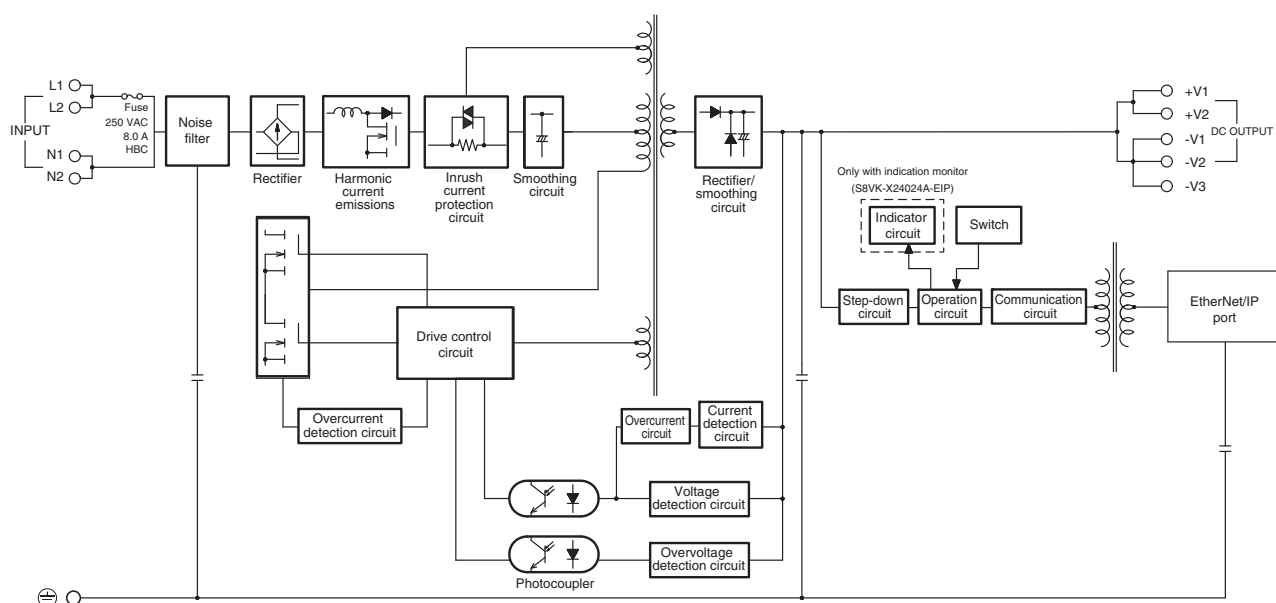 L1
L2
INPUT
N1
N2
Fuse
250 VAC
8.0 A
HBC
Noise
filter
Rectifier
Harmonic
current
emissions
Inrush
current
protection
circuit
Smoothing
circuit
Rectifier/
smoothing
circuit
+V1
+V2
DC OUTPUT
-V1
-V2
-V3
Only with indication monitor
(S8VK-X24024A-EIP)
Indicator
circuit
Switch
Step-down
circuit
Operation
circuit
Communication
circuit
EtherNet/IP
port
Drive control
circuit
Overcurrent
detection circuit
Overcurrent
circuit
Current
detection
circuit
Voltage
detection circuit
Overvoltage
detection circuit
Photocoupler